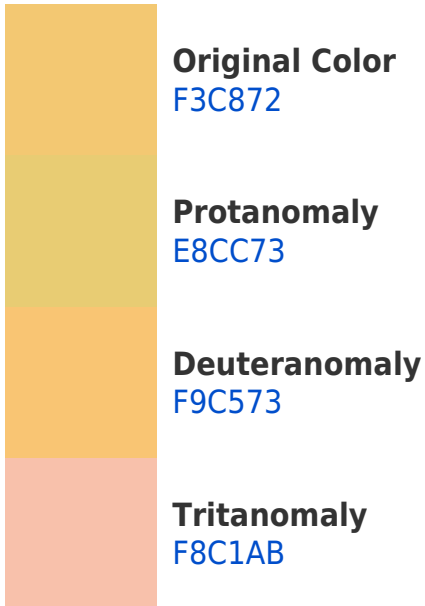 Original Color
F3C872
Protanomaly
E8CC73
Deuteranomaly
F9C573
Tritanomaly
F8C1AB